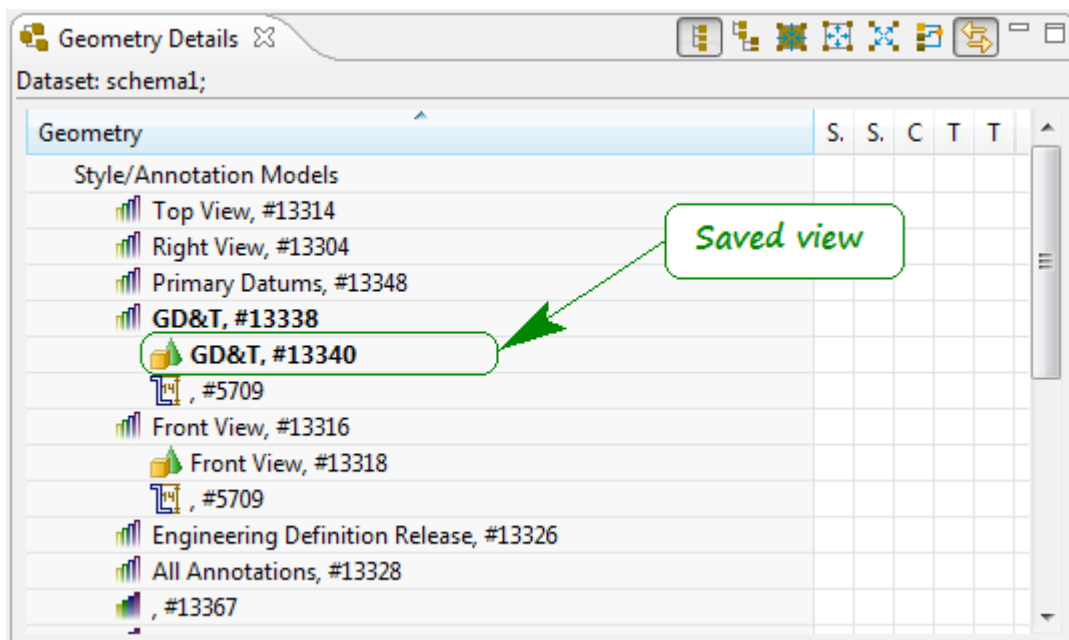 Geometry Details
Dataset: schema1;
Geometry S. S. C T T
Style/Annotation Models
Top View, #13314
Right View, #13304
Saved view
Primary Datums, #13348
GD&T, #13338
GD&T, #13340
, #5709
Front View, #13316
Front View, #13318
, #5709
Engineering Definition Release, #13326
All Annotations, #13328
, #13367